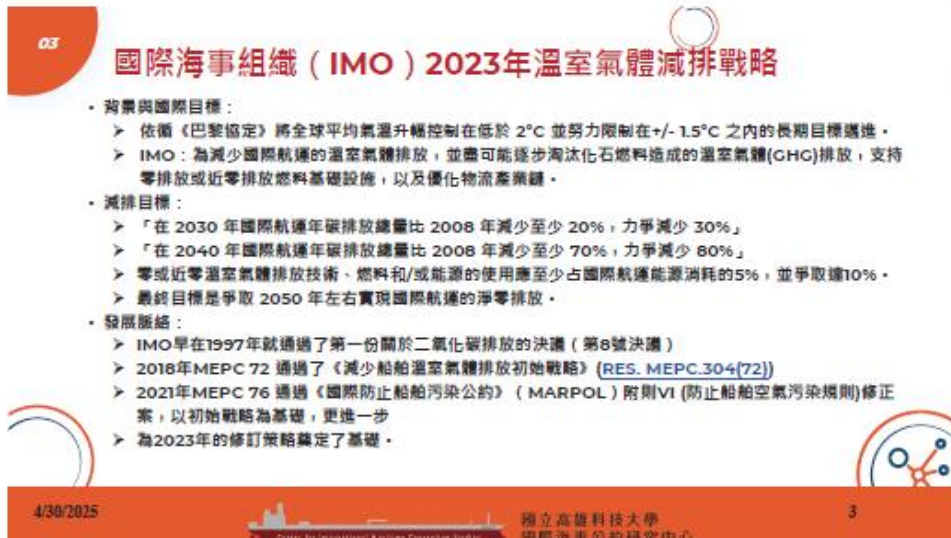 03
國際海事組織（IMO）2023年溫室氣體減排戰略
• 背景與國際目標：
➢ 依循《巴黎協定》將全球平均氣溫升幅控制在低於 2°C 並努力限制在+/- 1.5°C 之內的長期目標邁進。
➢ IMO：為減少國際航運的溫室氣體排放，並盡可能逐步淘汰化石燃料造成的溫室氣體(GHG)排放，支持
零排放或近零排放燃料基礎設施，以及優化物流產業鏈。
• 減排目標：
➢ 「在 2030 年國際航運年碳排放總量比 2008 年減少至少 20%，力爭減少 30%」
➢ 「在 2040 年國際航運年碳排放總量比 2008 年減少至少 70%，力爭減少 80%」
➢ 零或近零溫室氣體排放技術、燃料和/或能源的使用應至少占國際航運能源消耗的5%，並爭取達10%。
➢ 最終目標是爭取 2050 年左右實現國際航運的淨零排放。
• 發展脈絡：
➢ IMO早在1997年就通過了第一份關於二氧化碳排放的決議（第8號決議）
➢ 2018年MEPC 72 通過了《減少船舶溫室氣體排放初始戰略》(RES. MEPC.304(72))
➢ 2021年MEPC 76 通過《國際防止船舶污染公約》（MARPOL）附則VI (防止船舶空氣污染規則)修正
案，以初始戰略為基礎，更進一步
➢ 為2023年的修訂策略奠定了基礎。
4/30/2025
國立高雄科技大學
國際海事公約研究中心
3